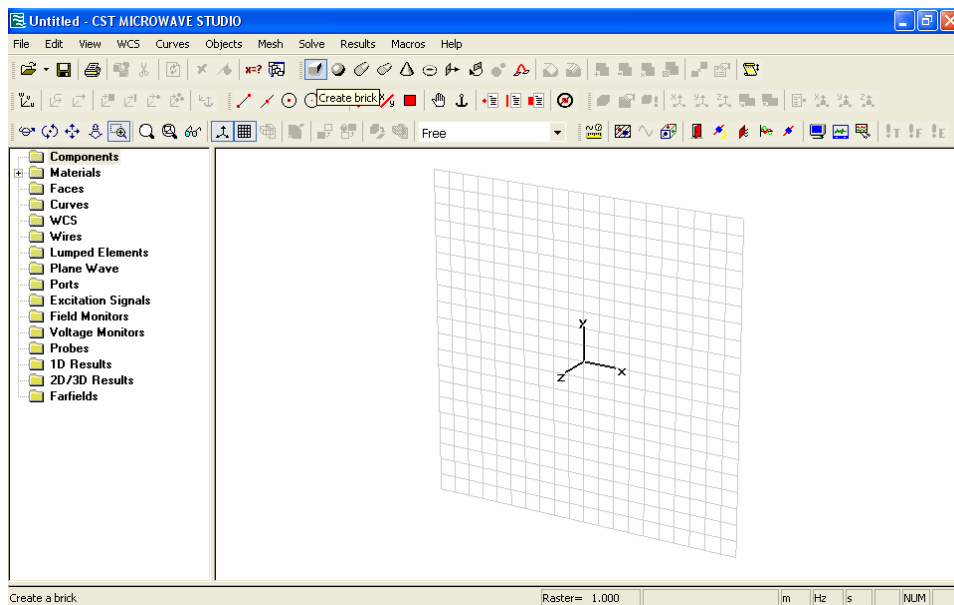 Untitled - CST MICROWAVE STUDIO
File Edit View WCS Curves Objects Mesh Solve Results Macros Help
x=?
Create brick
Free
!T !F !E
Components
Materials
Faces
Curves
WCS
Wires
Lumped Elements
Plane Wave
Ports
Excitation Signals
Field Monitors
Voltage Monitors
Probes
1D Results
2D/3D Results
Farfields
y
z
x
Create a brick
Raster= 1.000
m Hz s NUM